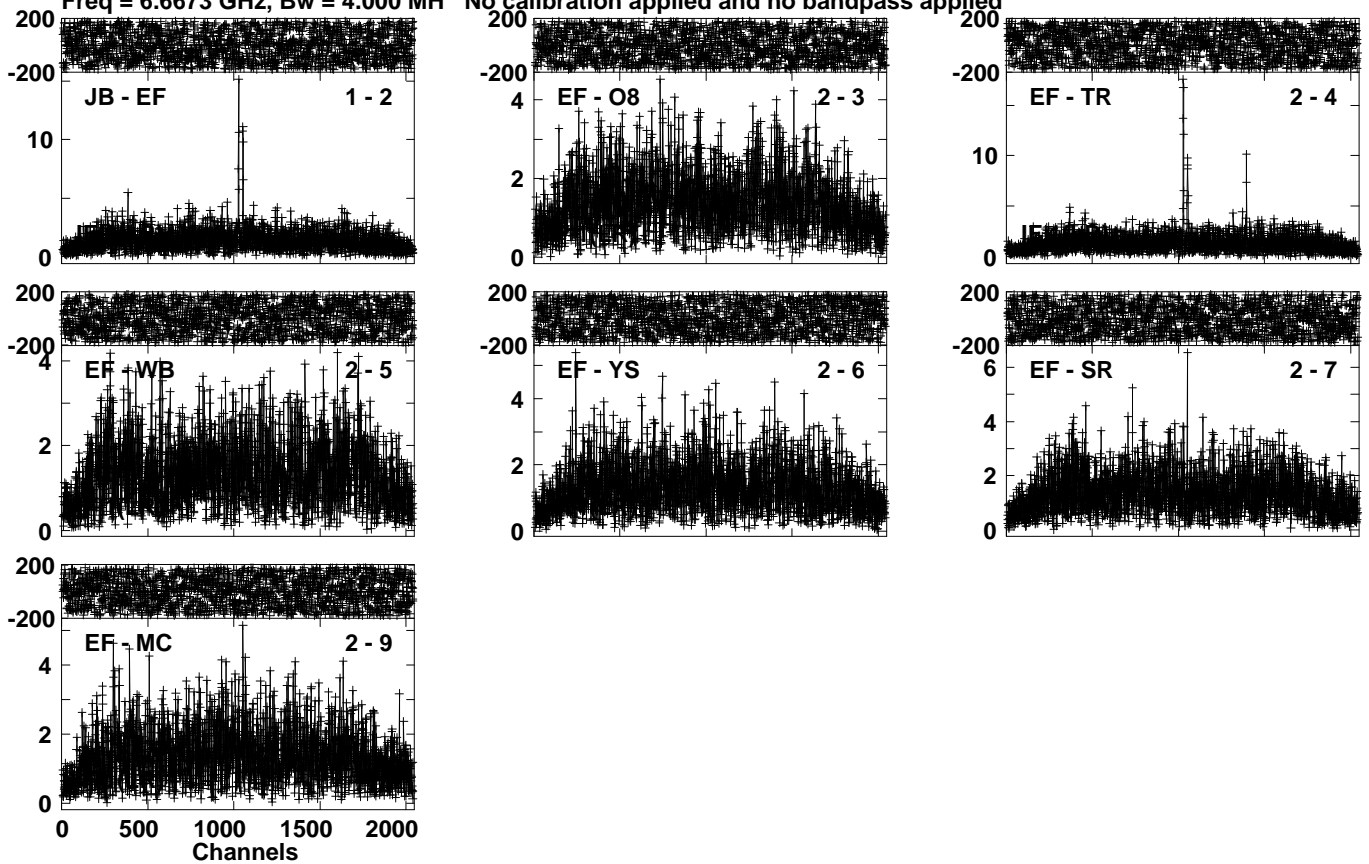 Freq = 6.6673 GHz, Bw = 4.000 MH No calibration applied and no bandpass applied
200 200 200
-200 -200 -200
JB - EF 1 - 2 EF - O8 2 - 3 EF - TR 2 - 4
10 4 10
2
0 0 0
200 200 200
-200 -200 -200
EF - WB 2 - 5 EF - YS 2 - 6 EF - SR 2 - 7
4 4 6
2 2 4
2
0 0 0
200
-200
EF - MC 2 - 9
4
2
0
0 500 1000 1500 2000
Channels